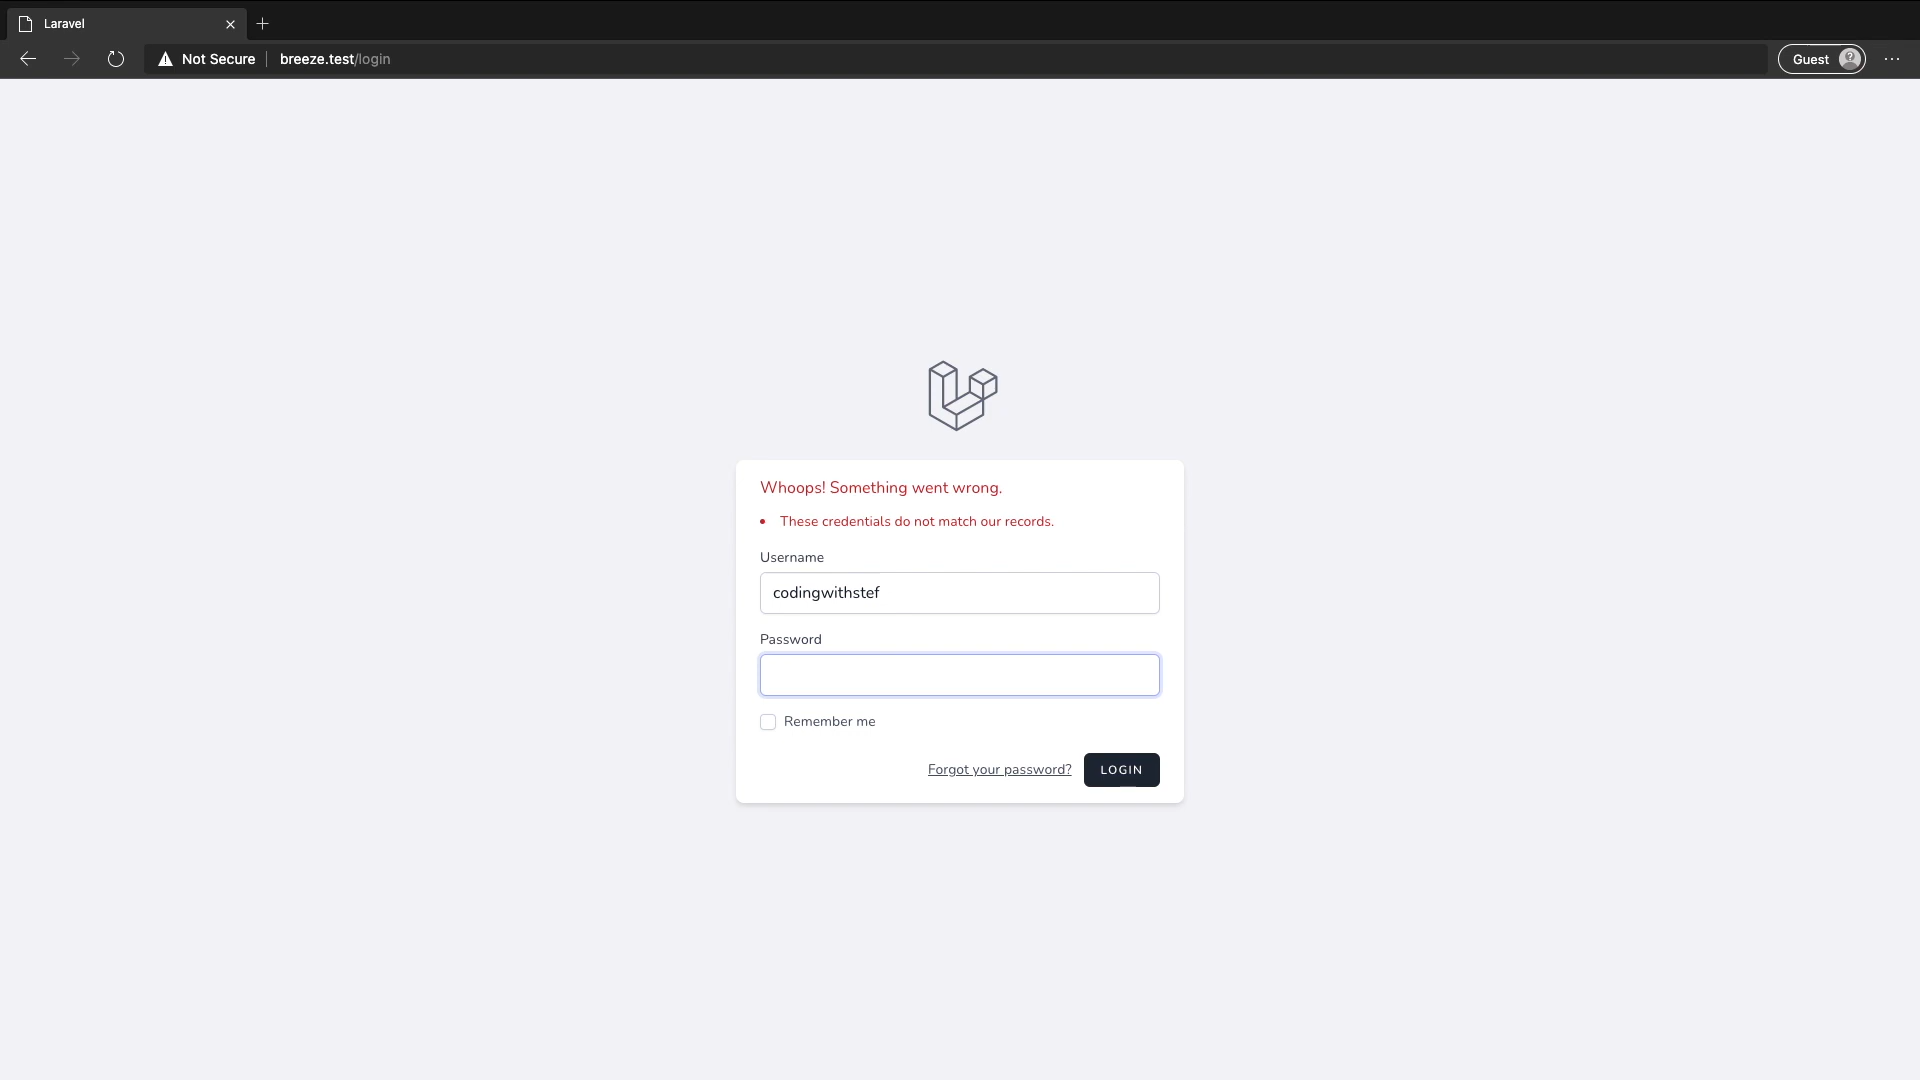 Laravel
Not Secure
breeze.test/login
Guest
Whoops! Something went wrong.
These credentials do not match our records.
Username
codingwithstef
Password
Remember me
Forgot your password?
LOGIN